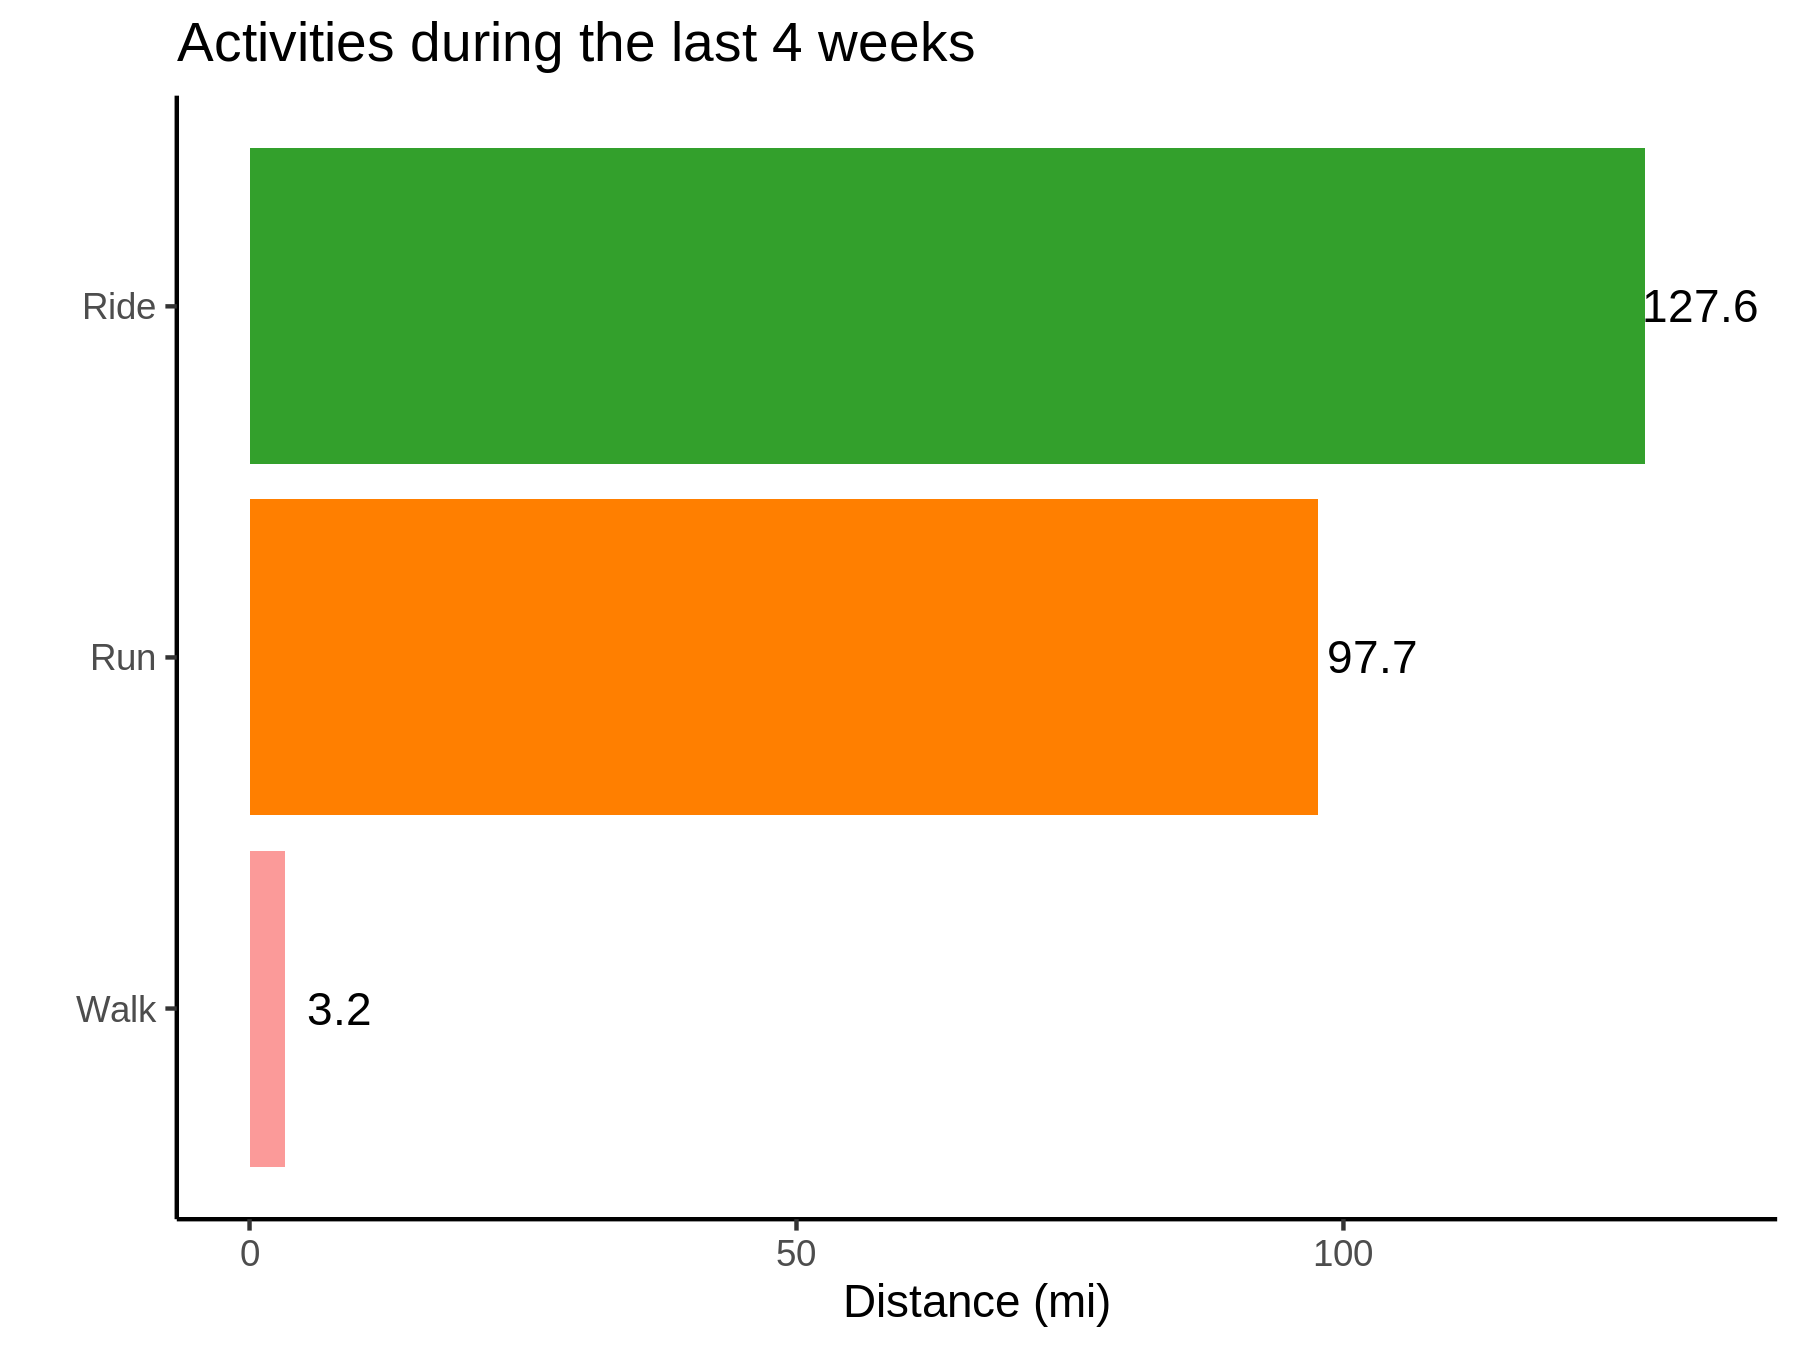 Activities during the last 4 weeks
Ride
127.6
Run
97.7
Walk
3.2
0 50 100
Distance (mi)